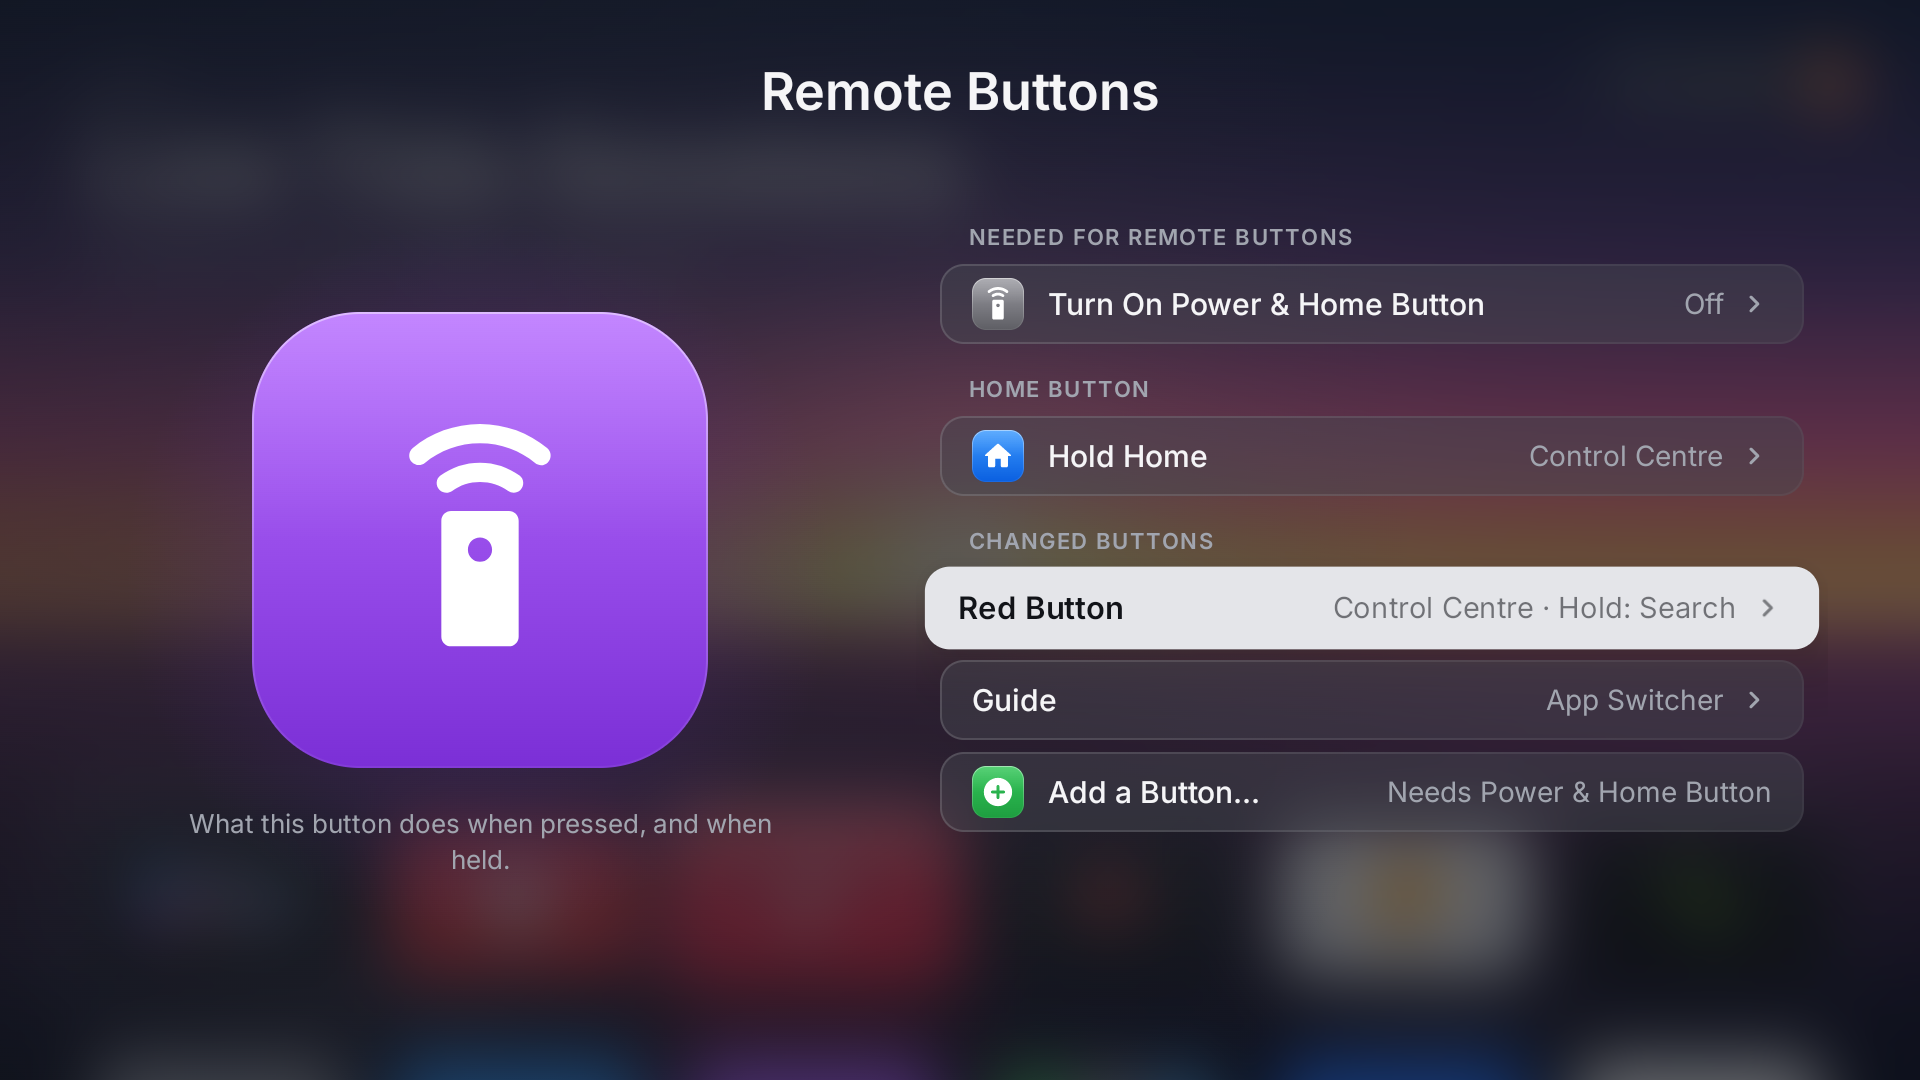 Remote Buttons
NEEDED FOR REMOTE BUTTONS
Turn On Power & Home Button Off
HOME BUTTON
Hold Home Control Centre
CHANGED BUTTONS
Red Button Control Centre · Hold: Search
Guide App Switcher
Add a Button... Needs Power & Home Button
What this button does when pressed, and when
held.